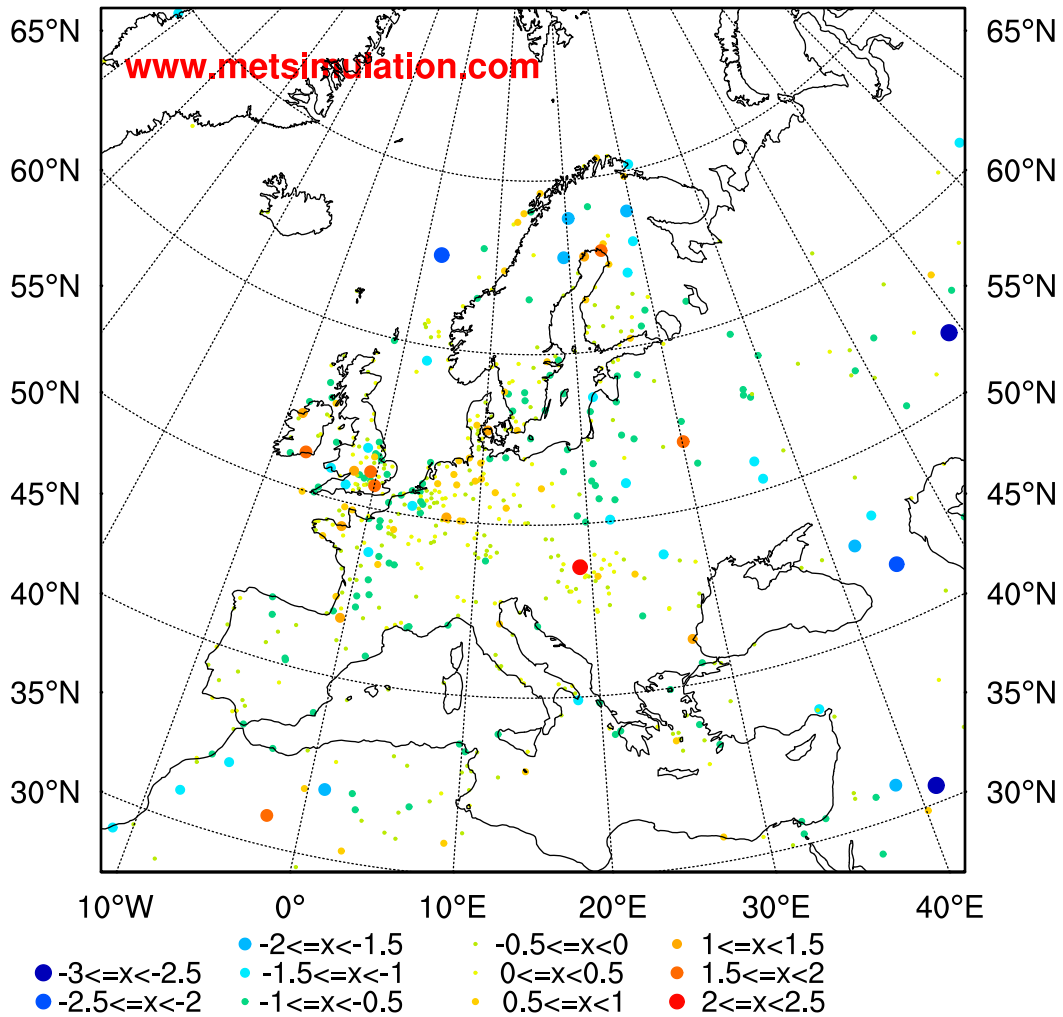 65°N 65°N
www.metsimulation.com
60°N 60°N
55°N 55°N
50°N 50°N
45°N 45°N
40°N 40°N
35°N 35°N
30°N 30°N
10°W 0° 10°E 20°E 30°E 40°E
-2<=x<-1.5 -0.5<=x<0 1<=x<1.5
-3<=x<-2.5 -1.5<=x<-1 0<=x<0.5 1.5<=x<2
-2.5<=x<-2 -1<=x<-0.5 0.5<=x<1 2<=x<2.5